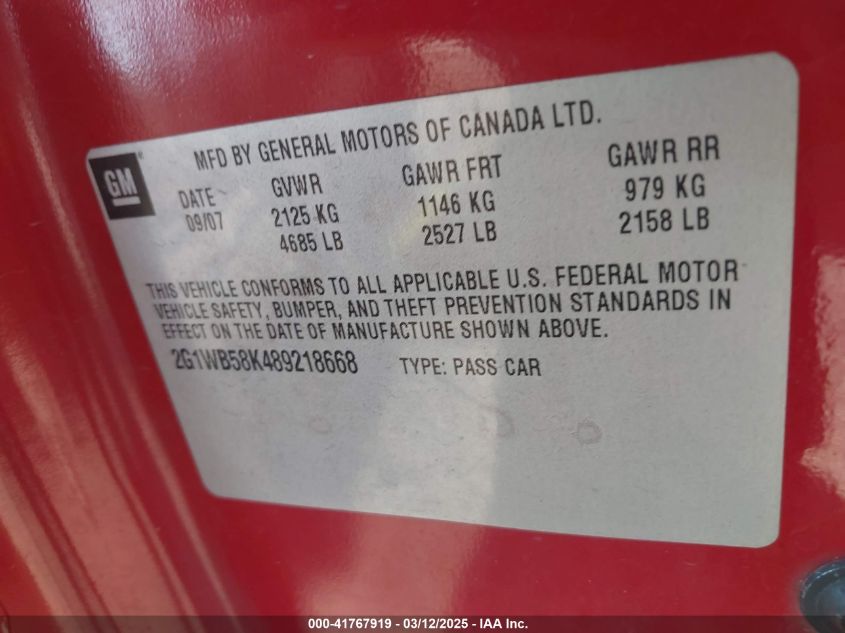 GM
MFD BY GENERAL MOTORS OF CANADA LTD.
DATE GVWR GAWR FRT GAWR RR
09/07 2125 KG 1146 KG 979 KG
4685 LB 2527 LB 2158 LB
THIS VEHICLE CONFORMS TO ALL APPLICABLE U.S. FEDERAL MOTOR
VEHICLE SAFETY, BUMPER, AND THEFT PREVENTION STANDARDS IN
EFFECT ON THE DATE OF MANUFACTURE SHOWN ABOVE.
2G1WB58K489218668 TYPE: PASS CAR
000-41767919 - 03/12/2025 - IAA Inc.